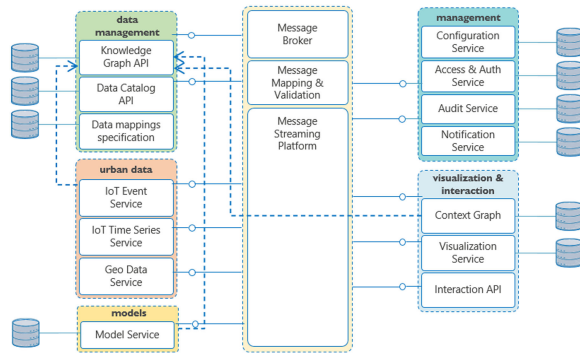 data
management
Knowledge
Graph API
Data Catalog
API
Data mappings
specification
urban data
IoT Event
Service
IoT Time Series
Service
Geo Data
Service
models
Model Service
Message
Broker
Message
Mapping &
Validation
Message
Streaming
Platform
management
Configuration
Service
Access & Auth
Service
Audit Service
Notification
Service
visualization &
interaction
Context Graph
Visualization
Service
Interaction API